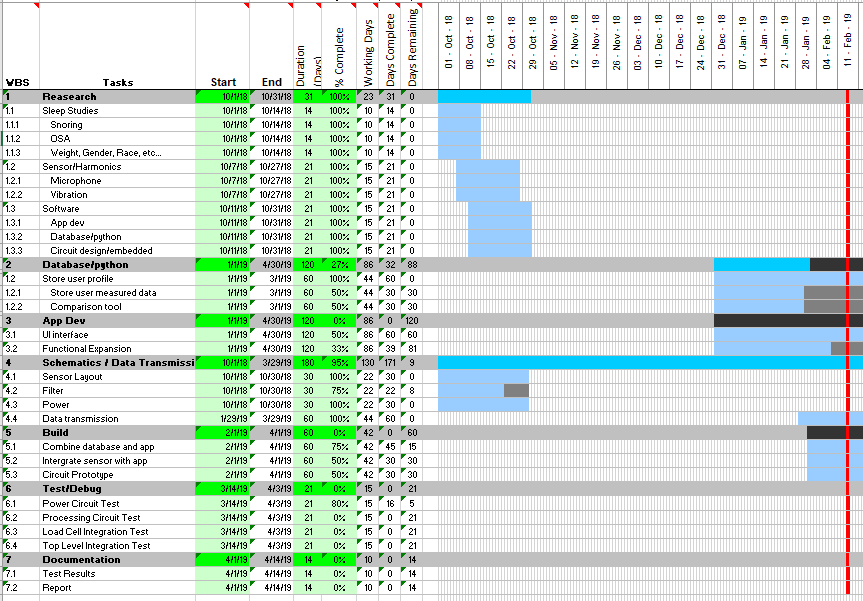 WBS Tasks Start End Duration (Days) % Complete Working Days Days Complete Days Remaining 01 - Oct - 18 08 - Oct - 18 15 - Oct - 18 22 - Oct - 18 29 - Oct - 18 05 - Nov - 18 12 - Nov - 18 19 - Nov - 18 26 - Nov - 18 03 - Dec - 18 10 - Dec - 18 17 - Dec - 18 24 - Dec - 18 31 - Dec - 18 07 - Jan - 19 14 - Jan - 19 21 - Jan - 19 28 - Jan - 19 04 - Feb - 19 11 - Feb - 19
1 Reasearch 10/1/18 10/31/18 31 100% 23 31 0
1.1 Sleep Studies 10/1/18 10/14/18 14 100% 10 14 0
1.1.1 Snoring 10/1/18 10/14/18 14 100% 10 14 0
1.1.2 OSA 10/1/18 10/14/18 14 100% 10 14 0
1.1.3 Weight, Gender, Race, etc... 10/1/18 10/14/18 14 100% 10 14 0
1.2 Sensor/Harmonics 10/7/18 10/27/18 21 100% 15 21 0
1.2.1 Microphone 10/7/18 10/27/18 21 100% 15 21 0
1.2.2 Vibration 10/7/18 10/27/18 21 100% 15 21 0
1.3 Software 10/11/18 10/31/18 21 100% 15 21 0
1.3.1 App dev 10/11/18 10/31/18 21 100% 15 21 0
1.3.2 Database/python 10/11/18 10/31/18 21 100% 15 21 0
1.3.3 Circuit design/embedded 10/11/18 10/31/18 21 100% 15 21 0
2 Database/python 1/1/19 4/30/19 120 27% 86 32 88
1.2 Store user profile 1/1/19 3/1/19 60 100% 44 60 0
1.2.1 Store user measured data 1/1/19 3/1/19 60 50% 44 30 30
1.2.2 Comparison tool 1/1/19 3/1/19 60 50% 44 30 30
3 App Dev 1/1/19 4/30/19 120 0% 86 0 120
3.1 UI interface 1/1/19 4/30/19 120 50% 86 60 60
3.2 Functional Expansion 1/1/19 4/30/19 120 33% 86 39 81
4 Schematics / Data Transmissi 10/1/18 3/29/19 180 95% 130 171 9
4.1 Sensor Layout 10/1/18 10/30/18 30 100% 22 30 0
4.2 Filter 10/1/18 10/30/18 30 75% 22 22 8
4.3 Power 10/1/18 10/30/18 30 100% 22 30 0
4.4 Data transmission 1/29/19 3/29/19 60 100% 44 60 0
5 Build 2/1/19 4/1/19 60 0% 42 0 60
5.1 Combine database and app 2/1/19 4/1/19 60 75% 42 45 15
5.2 Intergrate sensor with app 2/1/19 4/1/19 60 50% 42 30 30
5.3 Circuit Prototype 2/1/19 4/1/19 60 50% 42 30 30
6 Test/Debug 3/14/19 4/3/19 21 0% 15 0 21
6.1 Power Circuit Test 3/14/19 4/3/19 21 80% 15 16 5
6.2 Processing Circuit Test 3/14/19 4/3/19 21 0% 15 0 21
6.3 Load Cell Integration Test 3/14/19 4/3/19 21 0% 15 0 21
6.4 Top Level Integration Test 3/14/19 4/3/19 21 0% 15 0 21
7 Documentation 4/1/19 4/14/19 14 0% 10 0 14
7.1 Test Results 4/1/19 4/14/19 14 0% 10 0 14
7.2 Report 4/1/19 4/14/19 14 0% 10 0 14